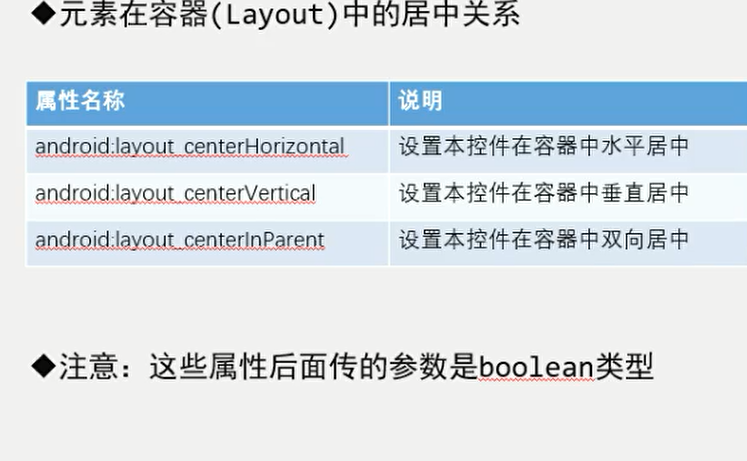 ◆元素在容器(Layout)中的居中关系
属性名称 说明
android:layout_centerHorizontal 设置本控件在容器中水平居中
android:layout_centerVertical 设置本控件在容器中垂直居中
android:layout_centerInParent 设置本控件在容器中双向居中
◆注意：这些属性后面传的参数是boolean类型